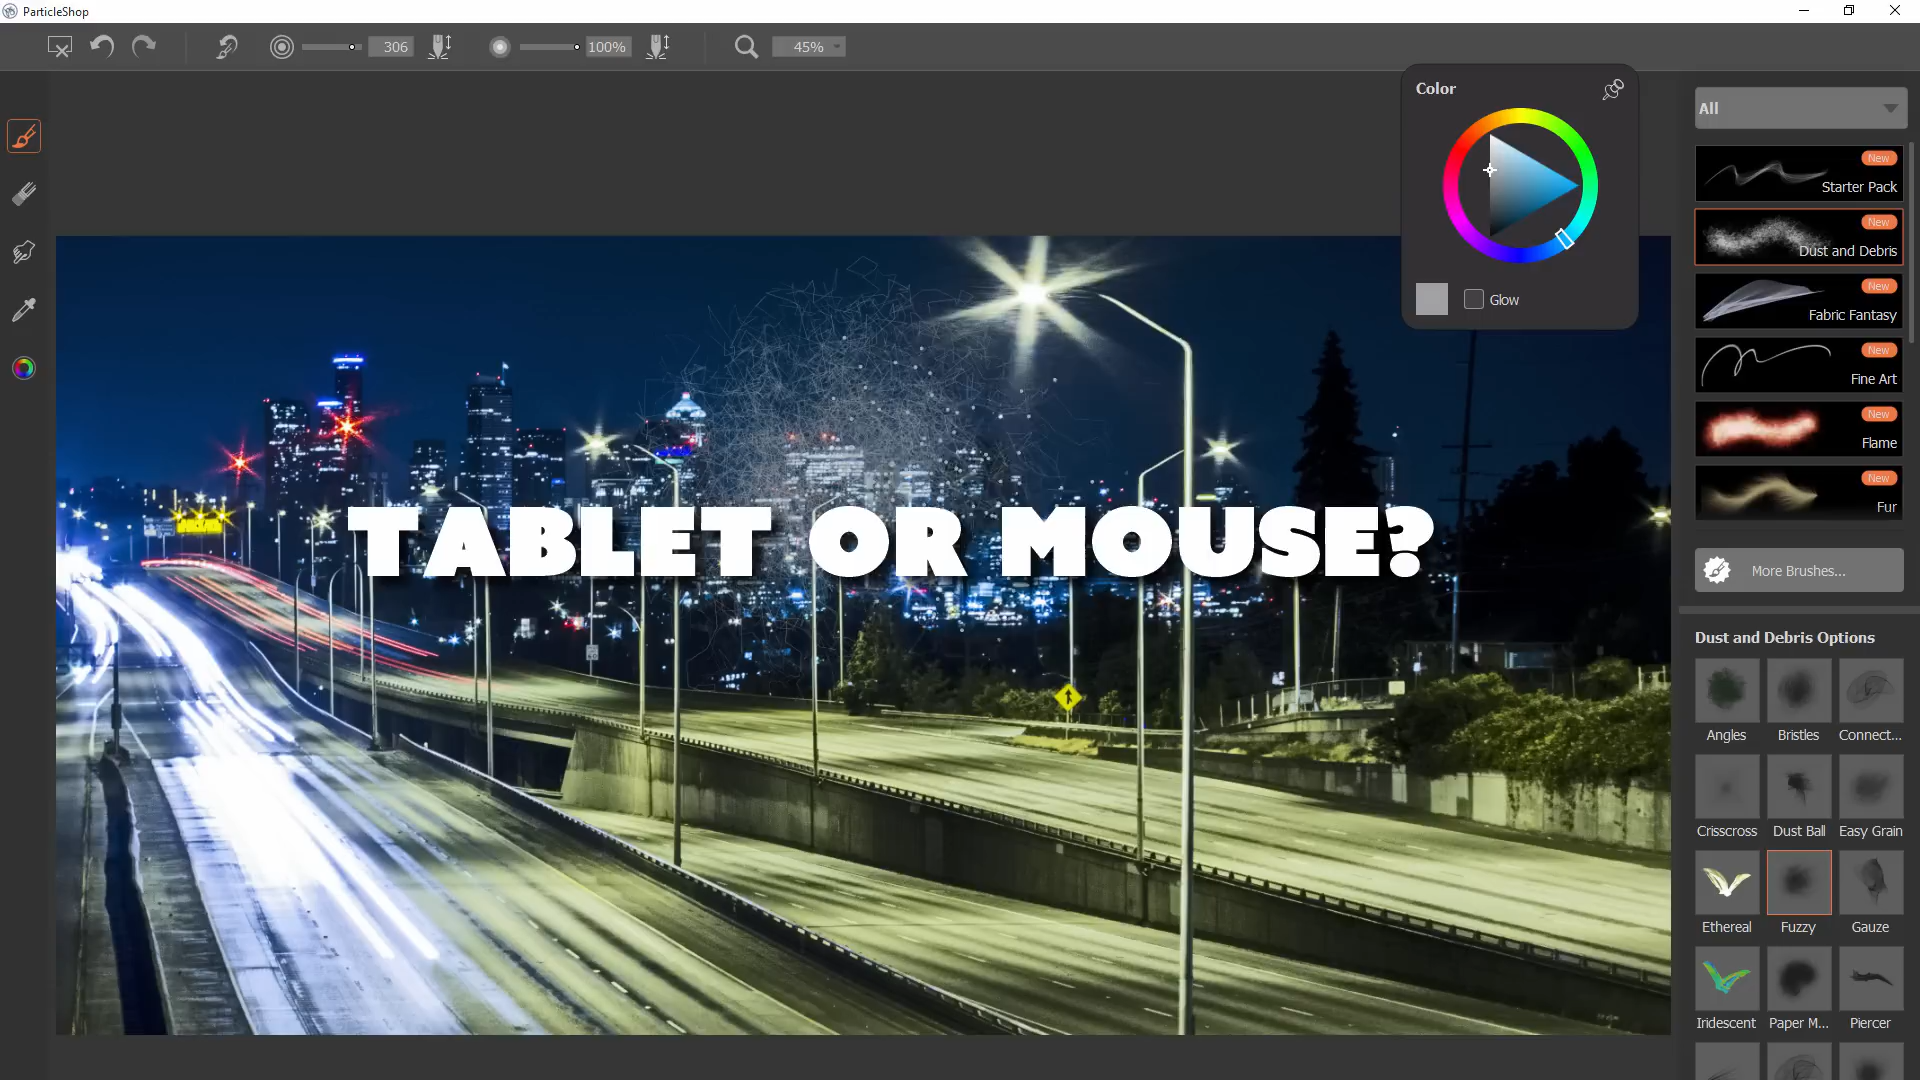 ParticleShop
306
100%
45%
Color
Glow
All
New
Starter Pack
New
Dust and Debris
New
Fabric Fantasy
New
Fine Art
New
Flame
New
Fur
More Brushes...
TABLET OR MOUSE?
Dust and Debris Options
Angles Bristles Connect...
Crisscross Dust Ball Easy Grain
Ethereal Fuzzy Gauze
Iridescent Paper M... Piercer